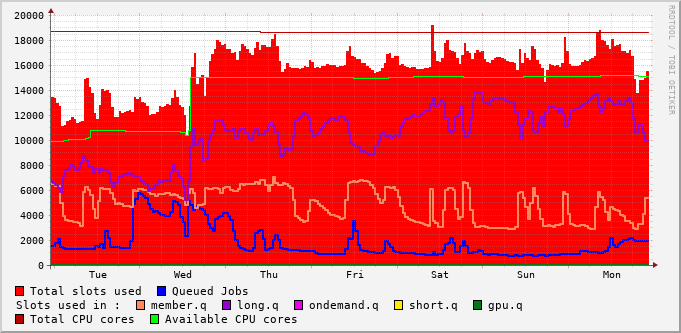 20000
18000
16000
14000
12000
10000
8000
6000
4000
2000
0
Tue Wed Thu Fri Sat Sun Mon
RRDTOOL / TOBI OETIKER
Total slots used Queued Jobs
Slots used in : member.q long.q ondemand.q short.q gpu.q
Total CPU cores Available CPU cores